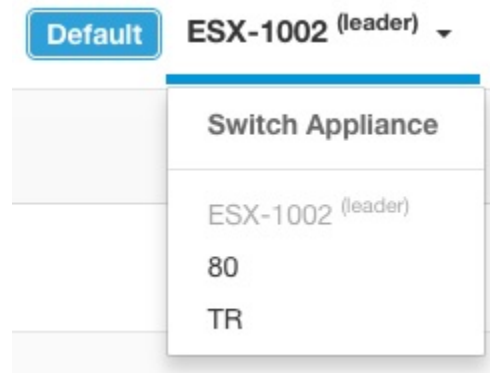 Default ESX-1002 (leader)
Switch Appliance
ESX-1002 (leader)
80
TR